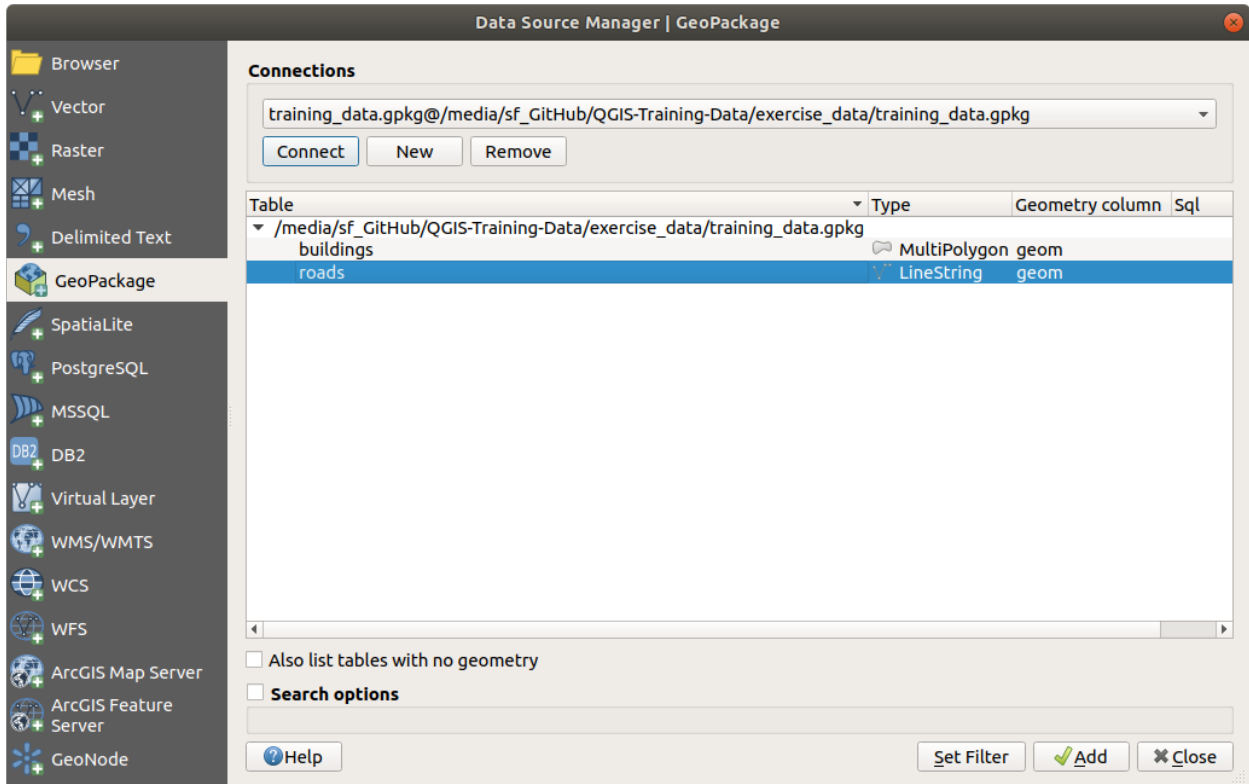 Data Source Manager | GeoPackage
Browser
Vector
Raster
Mesh
Delimited Text
GeoPackage
SpatiaLite
PostgreSQL
MSSQL
DB2
DB2
Virtual Layer
WMS/WMTS
WCS
WFS
ArcGIS Map Server
ArcGIS Feature
Server
GeoNode
Connections
training_data.gpkg@/media/sf_GitHub/QGIS-Training-Data/exercise_data/training_data.gpkg
Connect New Remove
Table Type Geometry column Sql
/media/sf_GitHub/QGIS-Training-Data/exercise_data/training_data.gpkg
buildings MultiPolygon geom
roads LineString geom
Also list tables with no geometry
Search options
Help Set Filter Add Close